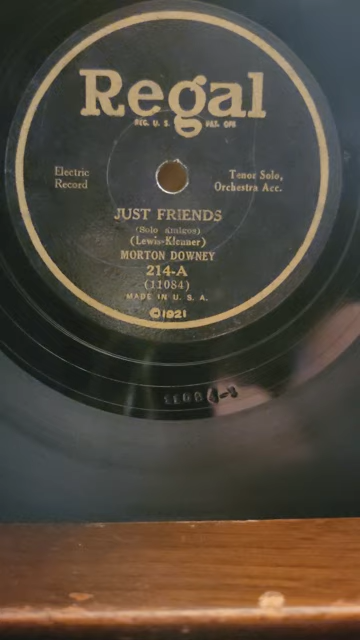 Regal
REG. U. S. PAT. OFF.
Electric
Record
Tenor Solo,
Orchestra Acc.
JUST FRIENDS
(Solo amigos)
(Lewis-Klenner)
MORTON DOWNEY
214-A
(11084)
MADE IN U. S. A.
©1921